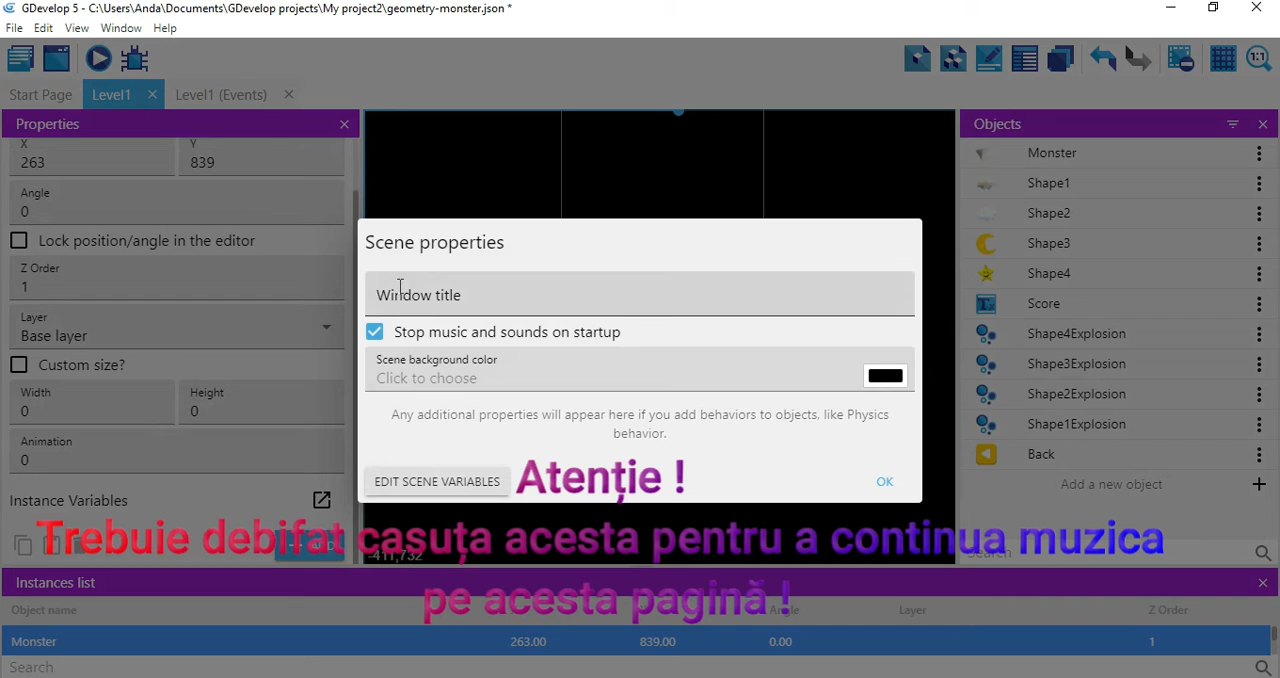 GDevelop 5 - C:\Users\Anda\Documents\GDevelop projects\My project2\geometry-monster.json *
File Edit View Window Help
Start Page Level1 Level1 (Events)
Properties
X Y
263 839
Angle
0
Lock position/angle in the editor
Z Order
1
Layer
Base layer
Custom size?
Width Height
0 0
Animation
0
Instance Variables
Scene properties
Window title
Stop music and sounds on startup
Scene background color
Click to choose
Any additional properties will appear here if you add behaviors to objects, like Physics
behavior.
EDIT SCENE VARIABLES
OK
Atenție !
Trebuie debifat casuța acesta pentru a continua muzica
pe acesta pagină !
-411;732
Objects
Monster
Shape1
Shape2
Shape3
Shape4
Score
Shape4Explosion
Shape3Explosion
Shape2Explosion
Shape1Explosion
Back
Add a new object
Search
Instances list
Object name Angle Layer Z Order
Monster 263.00 839.00 0.00 1
Search